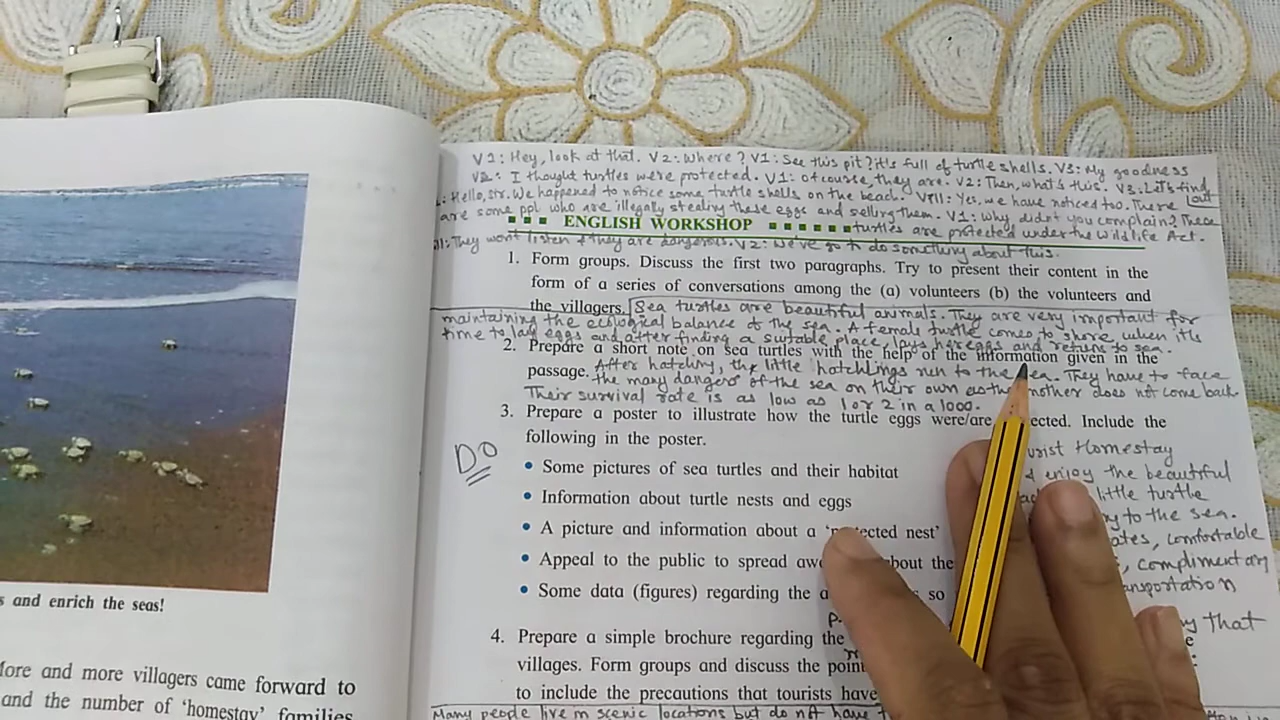 s and enrich the seas!
More and more villagers came forward to
and the number of 'homestay' families
V1: Hey, look at that. V2: Where? V1: See this pit? it's full of turtle shells. V3: My goodness
V2: I thought turtles were protected. V1: Of course, they are. V2: Then, what's this. V3: Let's find out
: Hello, sir. We happened to notice some turtle shells on the beach. Vill: Yes, we have noticed too. There
are some ppl who are illegally stealing these eggs and selling them. V1: Why didn't you complain? These
ENGLISH WORKSHOP
turtles are protected under the Wildlife Act.
ll: They won't listen & they are dangerous. V2: We've go to do something about this.
1. Form groups. Discuss the first two paragraphs. Try to present their content in the
form of a series of conversations among the (a) volunteers (b) the volunteers and
the villagers. Sea turtles are beautiful animals. They are very important for
maintaining the ecological balance of the sea. A female turtle comes to shore, when it's
time to lay eggs and after finding a suitable place, lays her eggs and returns to sea.
2. Prepare a short note on sea turtles with the help of the information given in the
passage. After hatching, the little hatchlings run to the sea. They have to face
the many dangers of the sea on their own as the mother does not come back
Their survival rate is as low as 1 or 2 in a 1000.
3. Prepare a poster to illustrate how the turtle eggs were/are ected. Include the
following in the poster.
DO
• Some pictures of sea turtles and their habitat
• Information about turtle nests and eggs
• A picture and information about a nest'
• Appeal to the public to spread about the
• Some data (figures) regarding the so
urist Homestay
enjoy the beautiful
little turtle
to the sea.
ates, comfortable
, complimentary
ansportation
that
4. Prepare a simple brochure regarding the
villages. Form groups and discuss the poin
to include the precautions that tourists have
Many people live in scenic locations but do not have